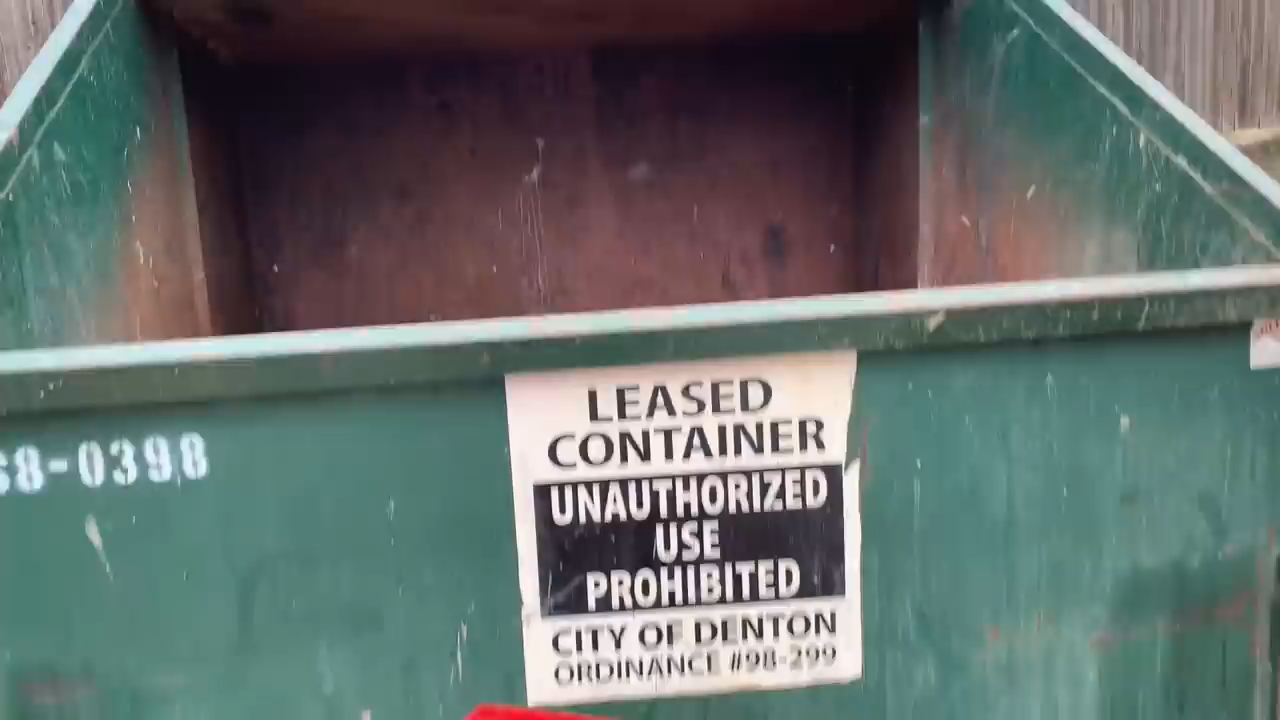 68-0398
LEASED
CONTAINER
UNAUTHORIZED
USE
PROHIBITED
CITY OF DENTON
ORDINANCE #98-299